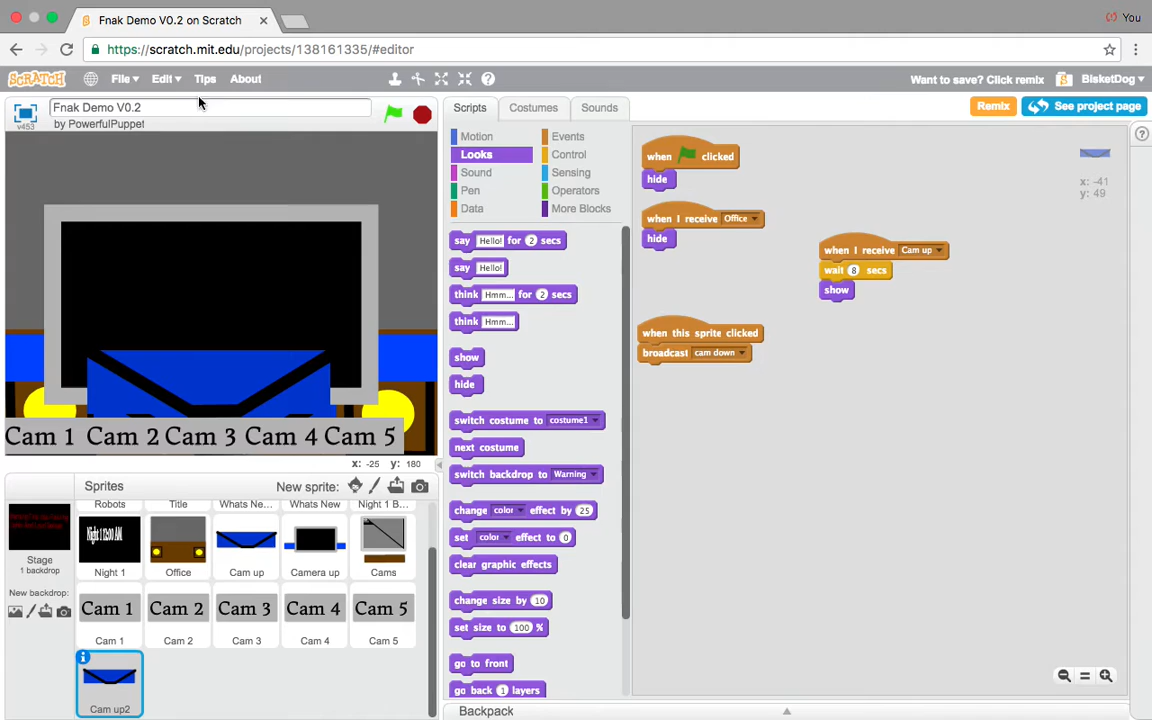 Fnak Demo V0.2 on Scratch
You
https://scratch.mit.edu/projects/138161335/#editor
SCRATCH File Edit Tips About Want to save? Click remix BisketDog
Fnak Demo V0.2
by PowerfulPuppet
v453
Scripts Costumes Sounds
Remix See project page
Motion Events
Looks Control
Sound Sensing
Pen Operators
Data More Blocks
say Hello! for 2 secs
say Hello!
think Hmm... for 2 secs
think Hmm...
show
hide
switch costume to costume1
next costume
switch backdrop to Warning
change color effect by 25
set color effect to 0
clear graphic effects
change size by 10
set size to 100 %
go to front
go back 1 layers
when clicked
hide
when I receive Office
hide
when this sprite clicked
broadcast cam down
when I receive Cam up
wait 8 secs
show
x: -41
y: 49
Cam 1 Cam 2 Cam 3 Cam 4 Cam 5
x: -25 y: 180
Sprites New sprite:
Robots Title Whats Ne... Whats New Night 1 B...
Stage
1 backdrop
New backdrop:
Night 1 12:00 AM
Night 1 Office Cam up Camera up Cams
Cam 1 Cam 2 Cam 3 Cam 4 Cam 5
Cam 1 Cam 2 Cam 3 Cam 4 Cam 5
Cam up2
Backpack